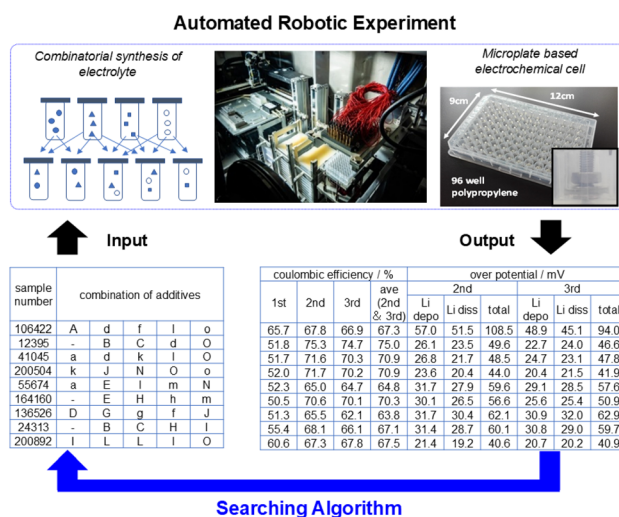 Automated Robotic Experiment
Combinatorial synthesis of
electrolyte
Microplate based
electrochemical cell
9cm
12cm
96 well
polypropylene
Input
Output
sample
number
combination of additives
106422 A d f I o
12395 - B C d O
41045 a d k I O
200504 k J N O o
55674 a E I m N
164160 - E H h m
136526 D G g f J
24313 - B C H I
200892 I L L I O
coulombic efficiency / %
over potential / mV
1st 2nd 3rd ave
(2nd
& 3rd)
2nd 3rd
Li
depo Li diss total Li
depo Li diss total
65.7 67.8 66.9 67.3 57.0 51.5 108.5 48.9 45.1 94.0
51.8 75.3 74.7 75.0 26.1 23.5 49.6 22.7 24.0 46.6
51.7 71.6 70.3 70.9 26.8 21.7 48.5 24.7 23.1 47.8
52.0 71.7 70.2 70.9 23.6 20.4 44.0 20.4 21.5 41.9
52.3 65.0 64.7 64.8 31.7 27.9 59.6 29.1 28.5 57.6
50.5 70.6 70.1 70.3 30.1 26.5 56.6 25.6 25.4 50.9
51.3 65.5 62.1 63.8 31.7 30.4 62.1 30.9 32.0 62.9
55.4 68.1 66.1 67.1 31.4 28.7 60.1 30.8 29.0 59.7
60.6 67.3 67.8 67.5 21.4 19.2 40.6 20.7 20.2 40.9
Searching Algorithm